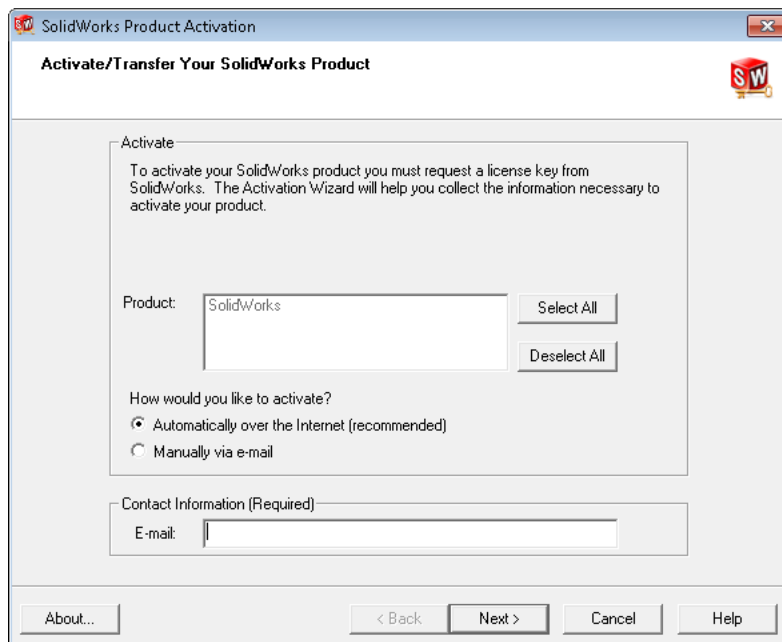 SolidWorks Product Activation
Activate/Transfer Your SolidWorks Product
SW
Activate
To activate your SolidWorks product you must request a license key from
SolidWorks. The Activation Wizard will help you collect the information necessary to
activate your product.
Product:
SolidWorks
Select All
Deselect All
How would you like to activate?
Automatically over the Internet (recommended)
Manually via e-mail
Contact Information (Required)
E-mail:
About...
< Back
Next >
Cancel
Help